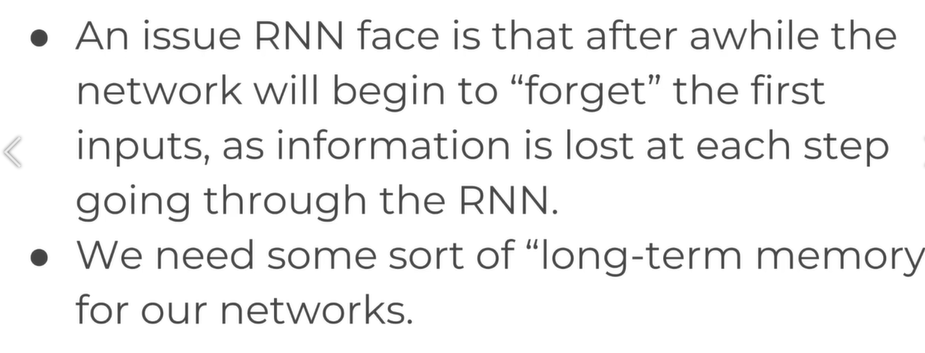 ● An issue RNN face is that after awhile the
network will begin to “forget” the first
inputs, as information is lost at each step
going through the RNN.
● We need some sort of “long-term memory
for our networks.